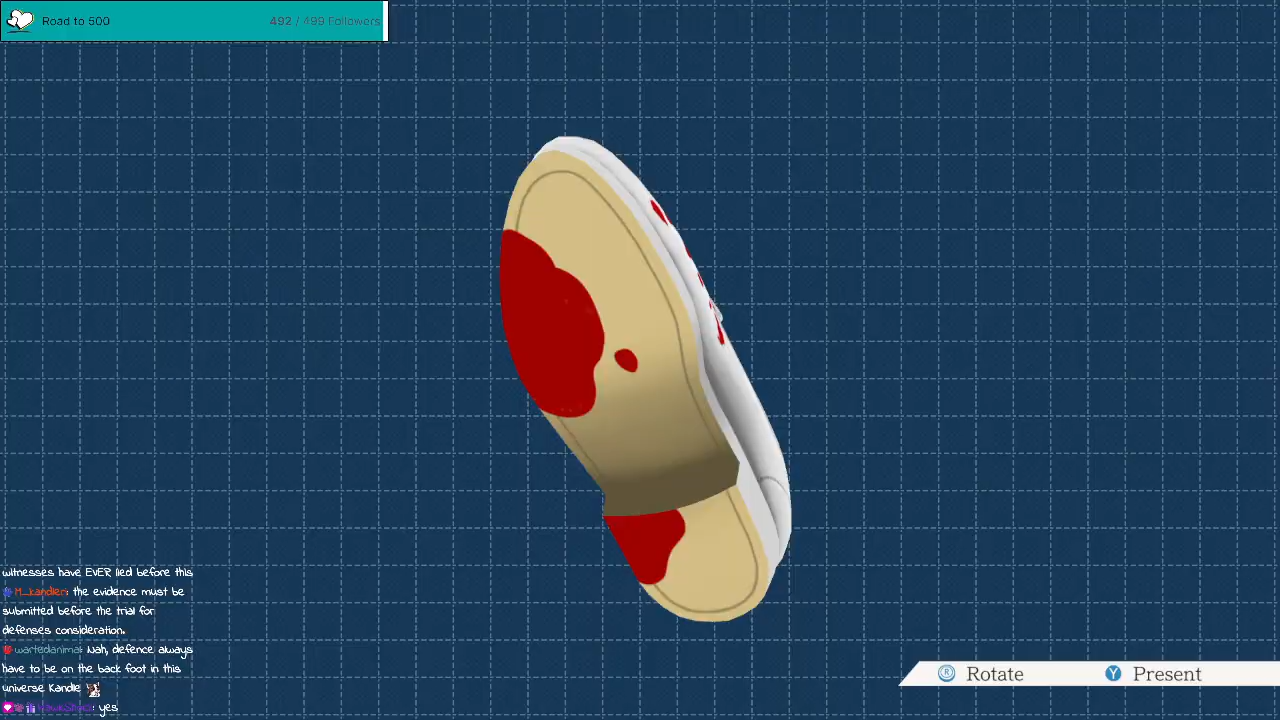 Road to 500
492 / 499 Followers
witnesses have EVER lied before this
M_Kandler: the evidence must be
submitted before the trial for
defenses consideration.
wartedanimal: Nah, defence always
have to be on the back foot in this
universe Kandle
: yes
Rotate
Present